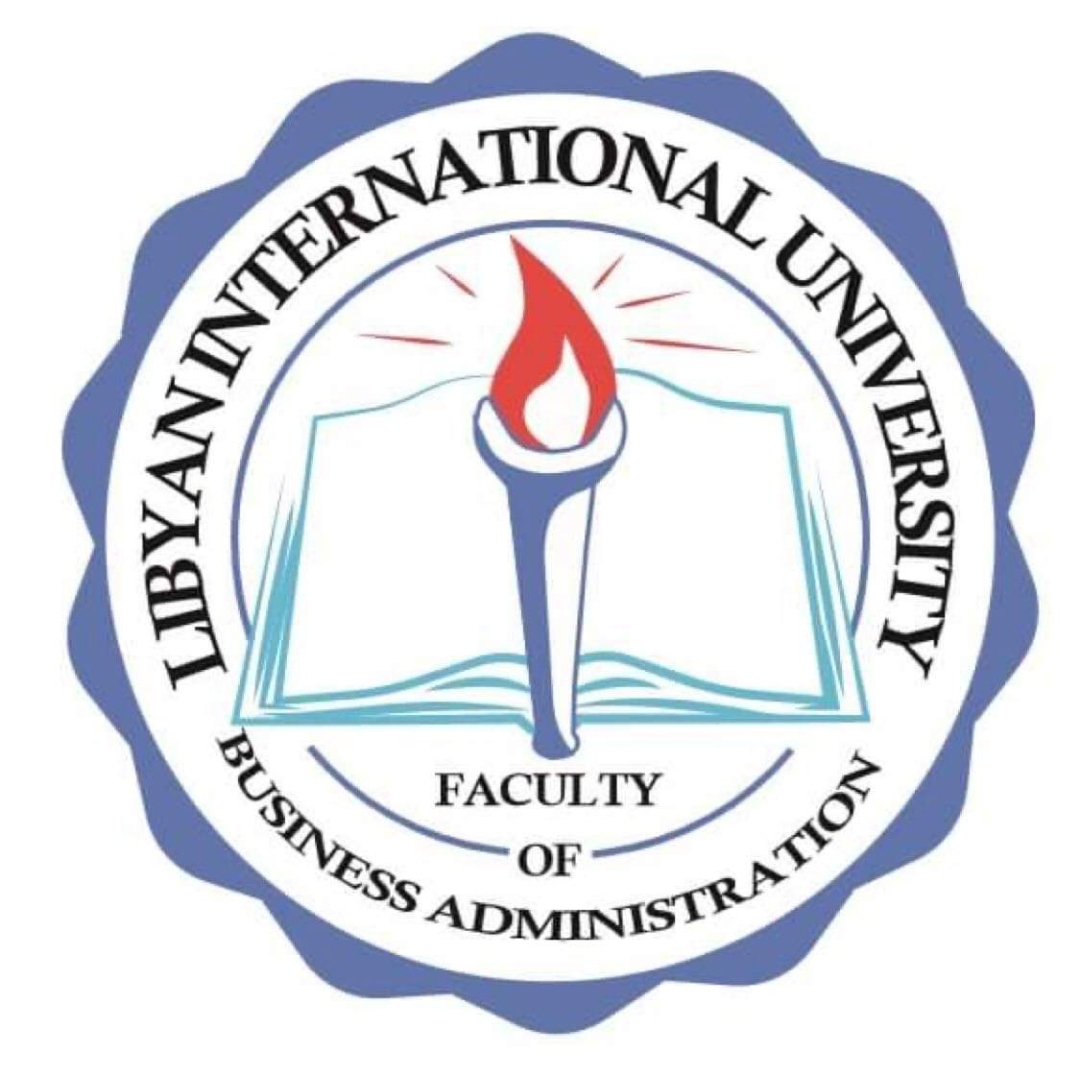 LIBYAN INTERNATIONAL UNIVERSITY
FACULTY
OF
BUSINESS ADMINISTRATION